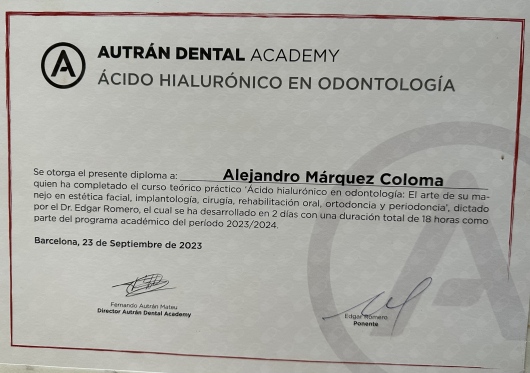 AUTRÁN DENTAL ACADEMY
ÁCIDO HIALURÓNICO EN ODONTOLOGÍA
Se otorga el presente diploma a: Alejandro Márquez Coloma
quien ha completado el curso teórico práctico 'Ácido hialurónico en odontología: El arte de su ma-
nejo en estética facial, implantología, cirugía, rehabilitación oral, ortodoncia y periodoncia', dictado
por el Dr. Edgar Romero, el cual se ha desarrollado en 2 días con una duración total de 18 horas como
parte del programa académico del período 2023/2024.
Barcelona, 23 de Septiembre de 2023
Fernando Autrán Mateu
Director Autrán Dental Academy
Edgar Romero
Ponente